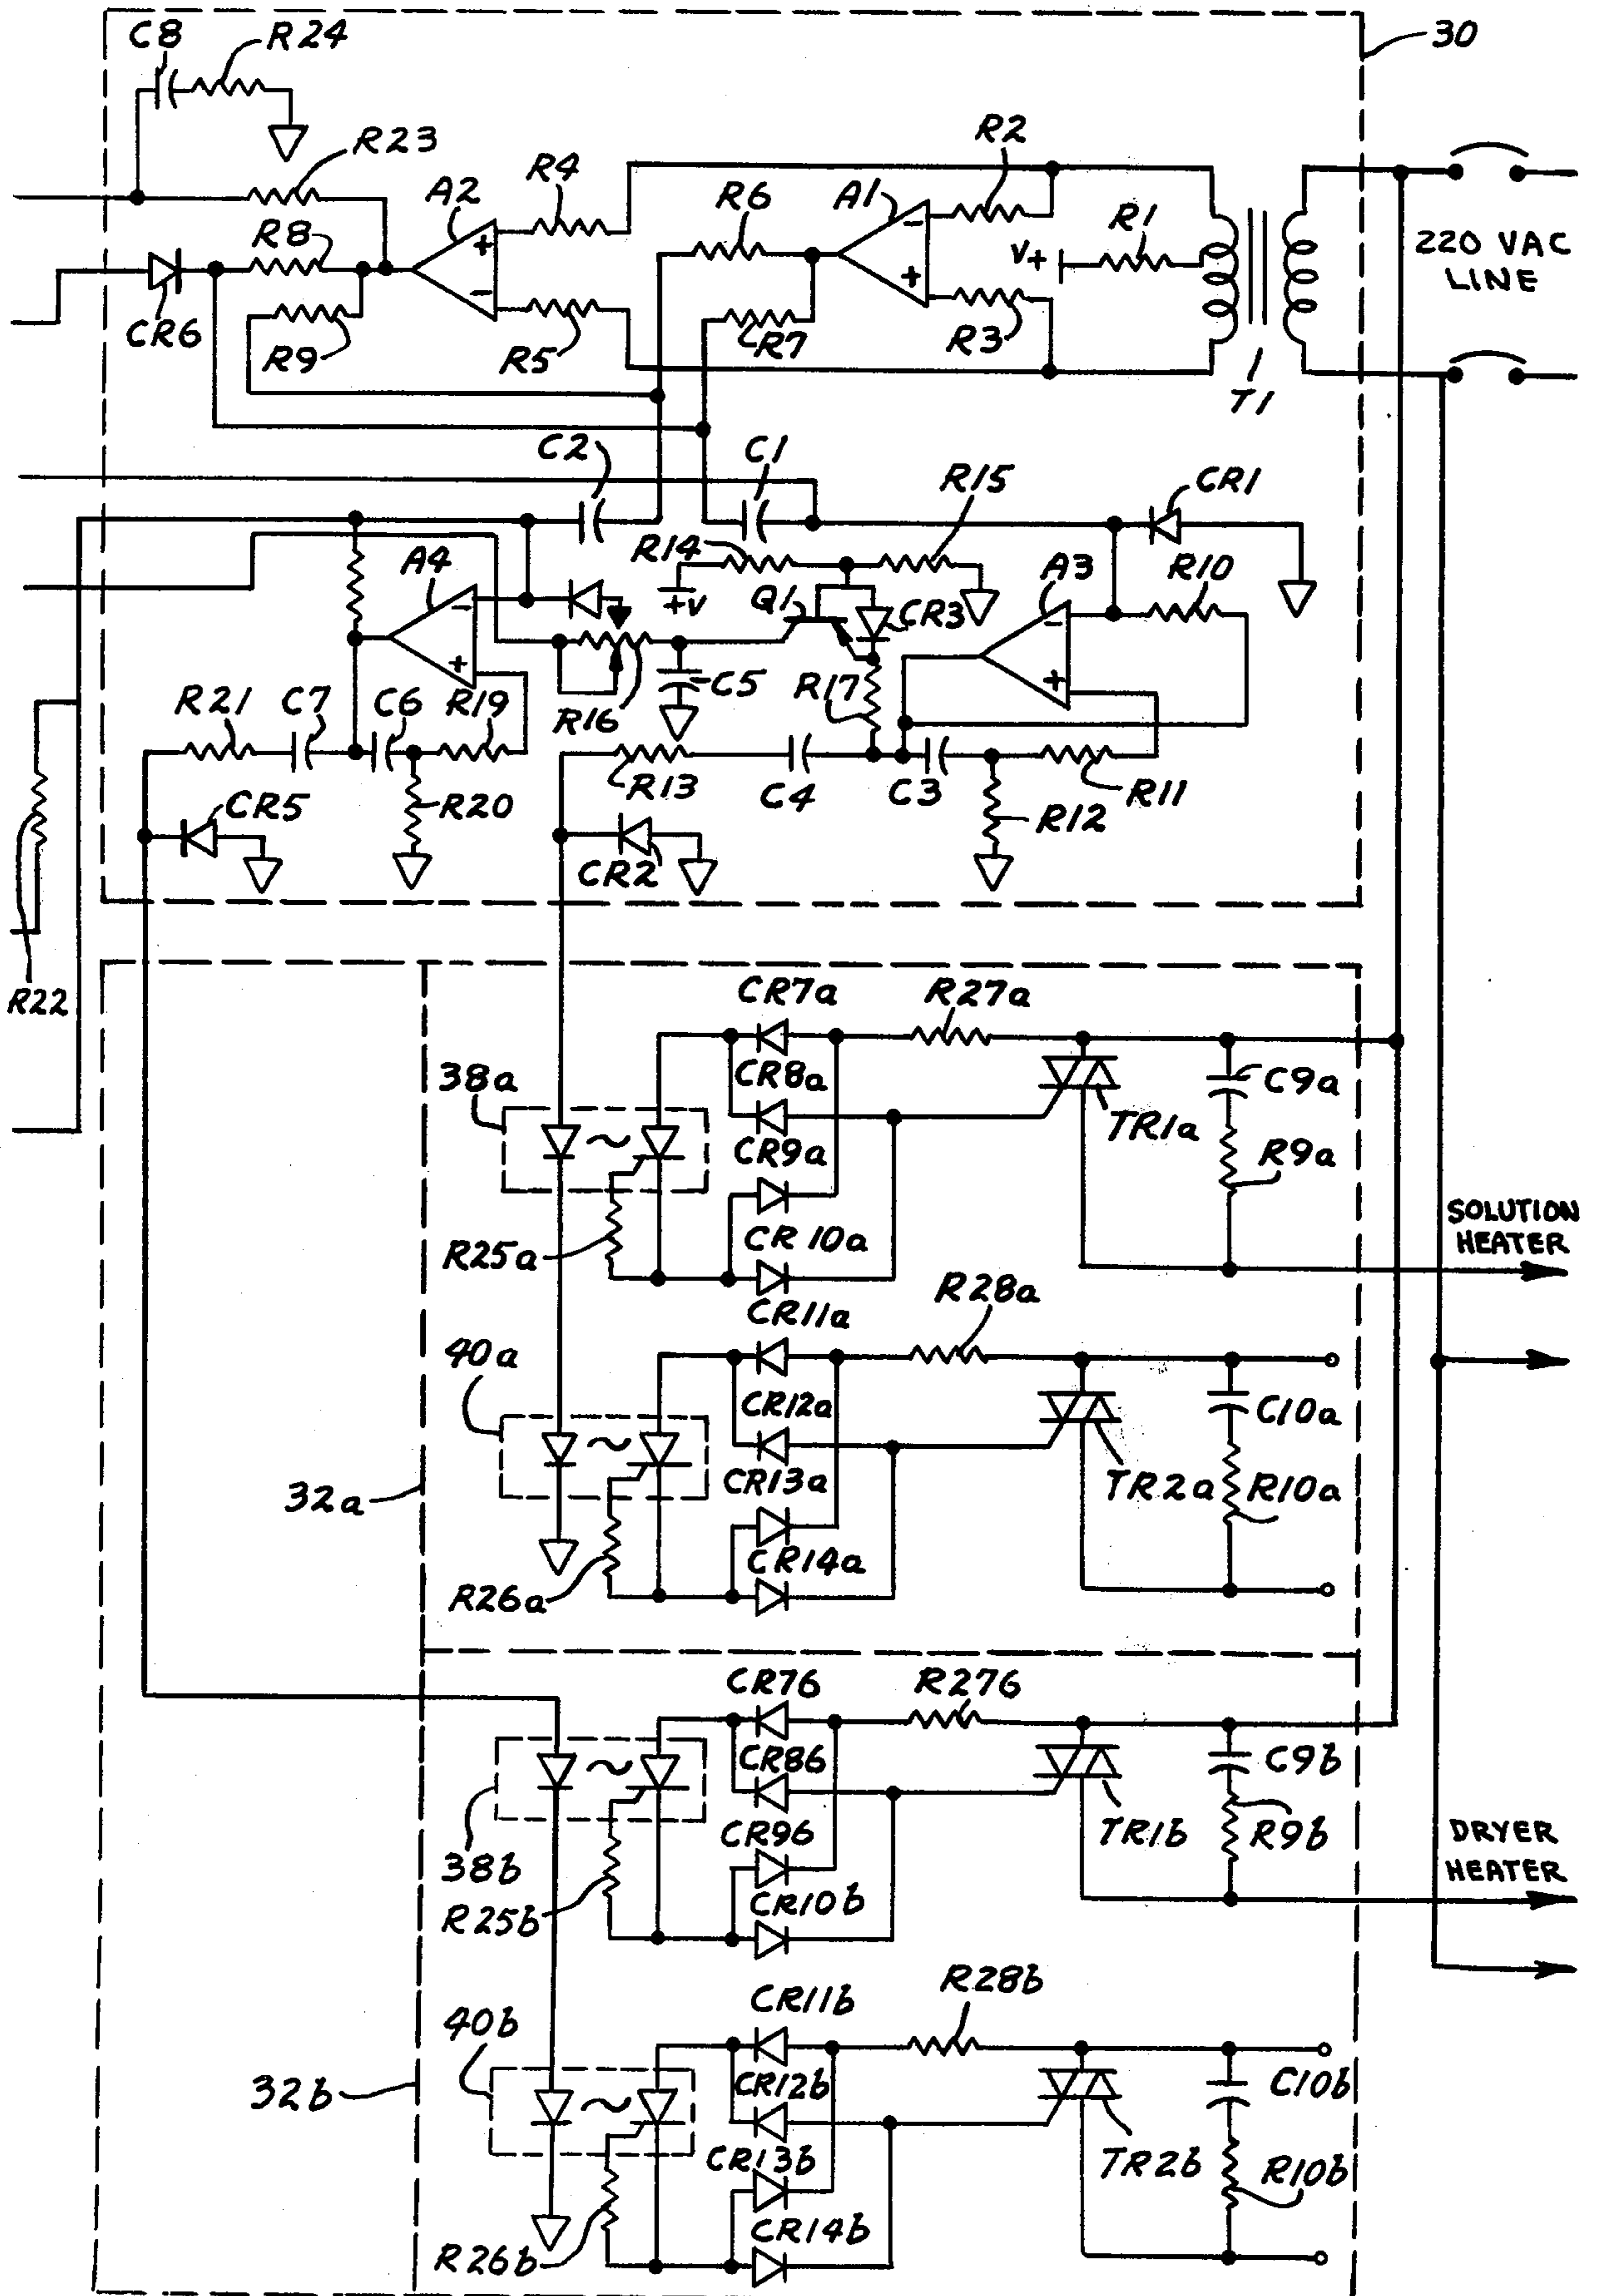 C8
R24
30
R23
R2
A2
R4
R6
A1
R1
R8
V+
220 VAC
LINE
CR6
R9
R5
R7
R3
T1
C2
C1
R15
CR1
R14
A4
A3
R10
+V
Q1
CR3
R21
C7
C6
R19
R16
C5
R17
R13
C4
C3
R11
CR5
R20
R12
CR2
R22
CR7a
R27a
38a
CR8a
C9a
TR1a
CR9a
R9a
R25a
CR10a
SOLUTION
HEATER
R28a
CR11a
40a
CR12a
C10a
CR13a
32a
TR2a
R10a
CR14a
R26a
CR76
R276
CR86
C9b
CR96
TR1b
R9b
DRYER
HEATER
38b
CR10b
R25b
R28b
CR11b
40b
CR12b
C10b
32b
CR13b
TR2b
R10b
CR14b
R26b